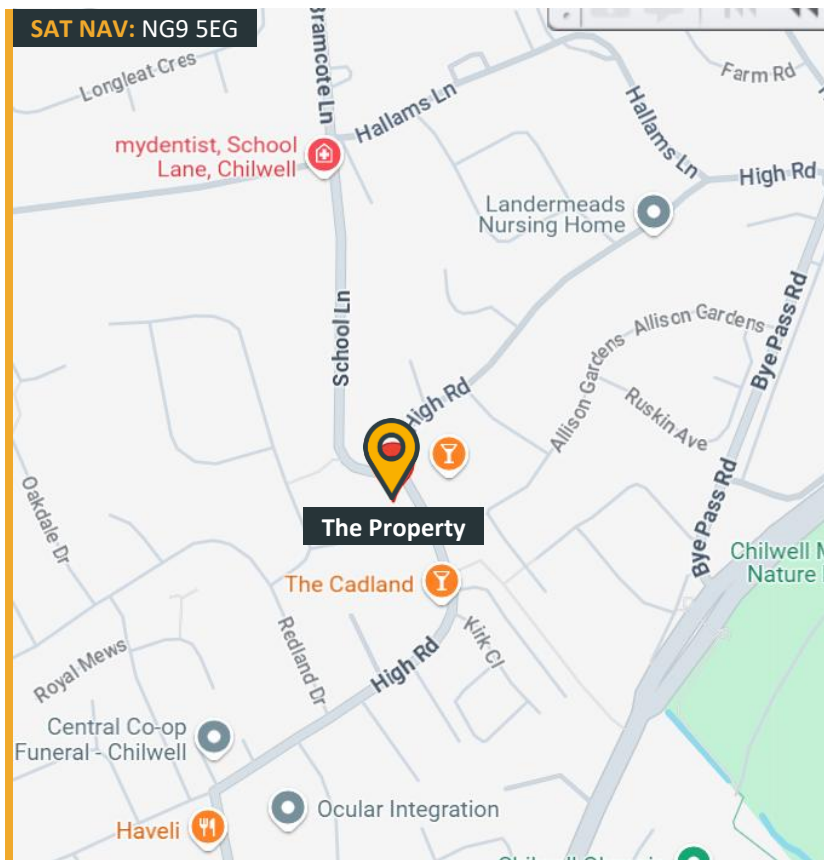 SAT NAV: NG9 5EG
Longleat Cres
Bramcote Ln
Hallams Ln
Farm Rd
mydentist, School
Lane, Chilwell
Hallams Ln
High Rd
Landermeads
Nursing Home
School Ln
Bye Pass Rd
Allison Gardens
Allison Gardens
High Rd
Ruskin Ave
Oakdale Dr
The Property
Bye Pass Rd
Chilwell M
Nature
The Cadland
Kirk Cl
Redland Dr
High Rd
Royal Mews
Central Co-op
Funeral - Chilwell
Ocular Integration
Haveli